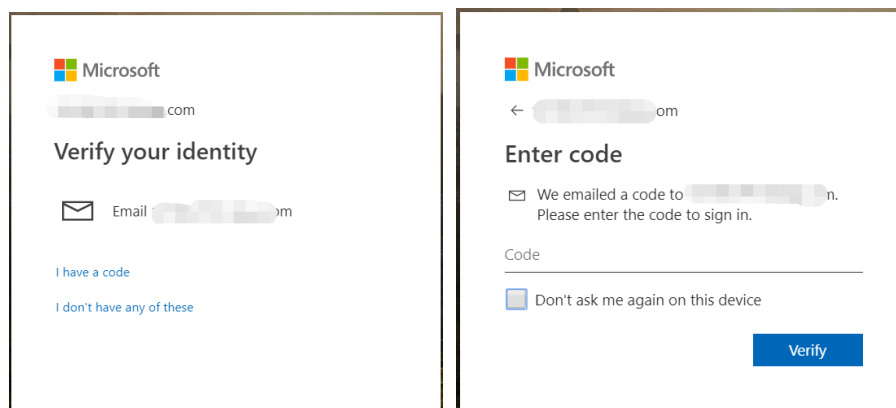 Microsoft
.com
Verify your identity
Email
I have a code
I don't have any of these
Microsoft
← om
Enter code
We emailed a code to n.
Please enter the code to sign in.
Code
Don't ask me again on this device
Verify